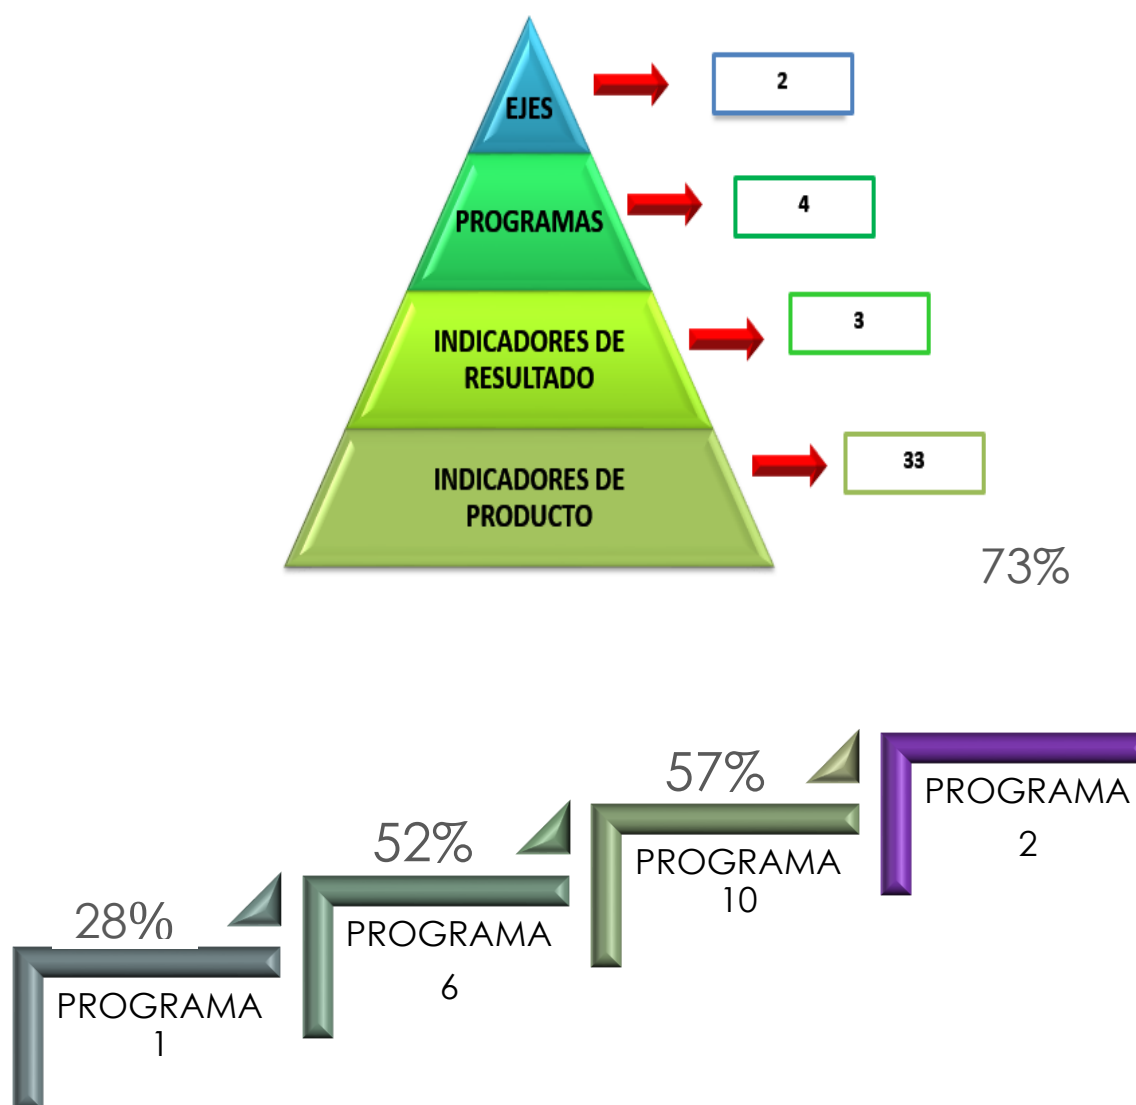 EJES
2
PROGRAMAS
4
INDICADORES DE
RESULTADO
3
INDICADORES DE
PRODUCTO
33
73%
PROGRAMA
2
57%
PROGRAMA
10
52%
PROGRAMA
6
28%
PROGRAMA
1